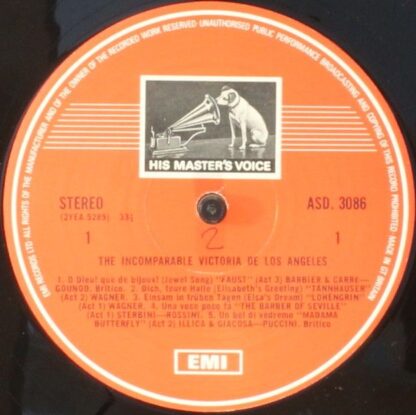 EMI RECORDS LTD ALL RIGHTS OF THE MANUFACTURER AND OF THE OWNER OF THE RECORDED WORK RESERVED UNAUTHORISED PUBLIC PERFORMANCE BROADCASTING AND COPYING OF THIS RECORD PROHIBITED. MADE IN GT BRITAIN
HIS MASTER'S VOICE
STEREO ASD. 3086
(2YEA 5289) 33⅓
1 2 1
THE INCOMPARABLE VICTORIA DE LOS ANGELES
1. O Dieu! que de bijoux! (Jewel Song) "FAUST" (Act 3) BARBIER & CARRE—
GOUNOD. Britico. 2. Dich, teure Halle (Elisabeth's Greeting) "TANNHAUSER"
(Act 2) WAGNER. 3. Einsam in trüben Tagen (Elsa's Dream) "LOHENGRIN"
(Act 1) WAGNER. 4. Una voce poco fa "THE BARBER OF SEVILLE"
(Act 1) STERBINI—ROSSINI. 5. Un bel di vedremo "MADAMA
BUTTERFLY" (Act 2) ILLICA & GIACOSA—PUCCINI. Britico
EMI